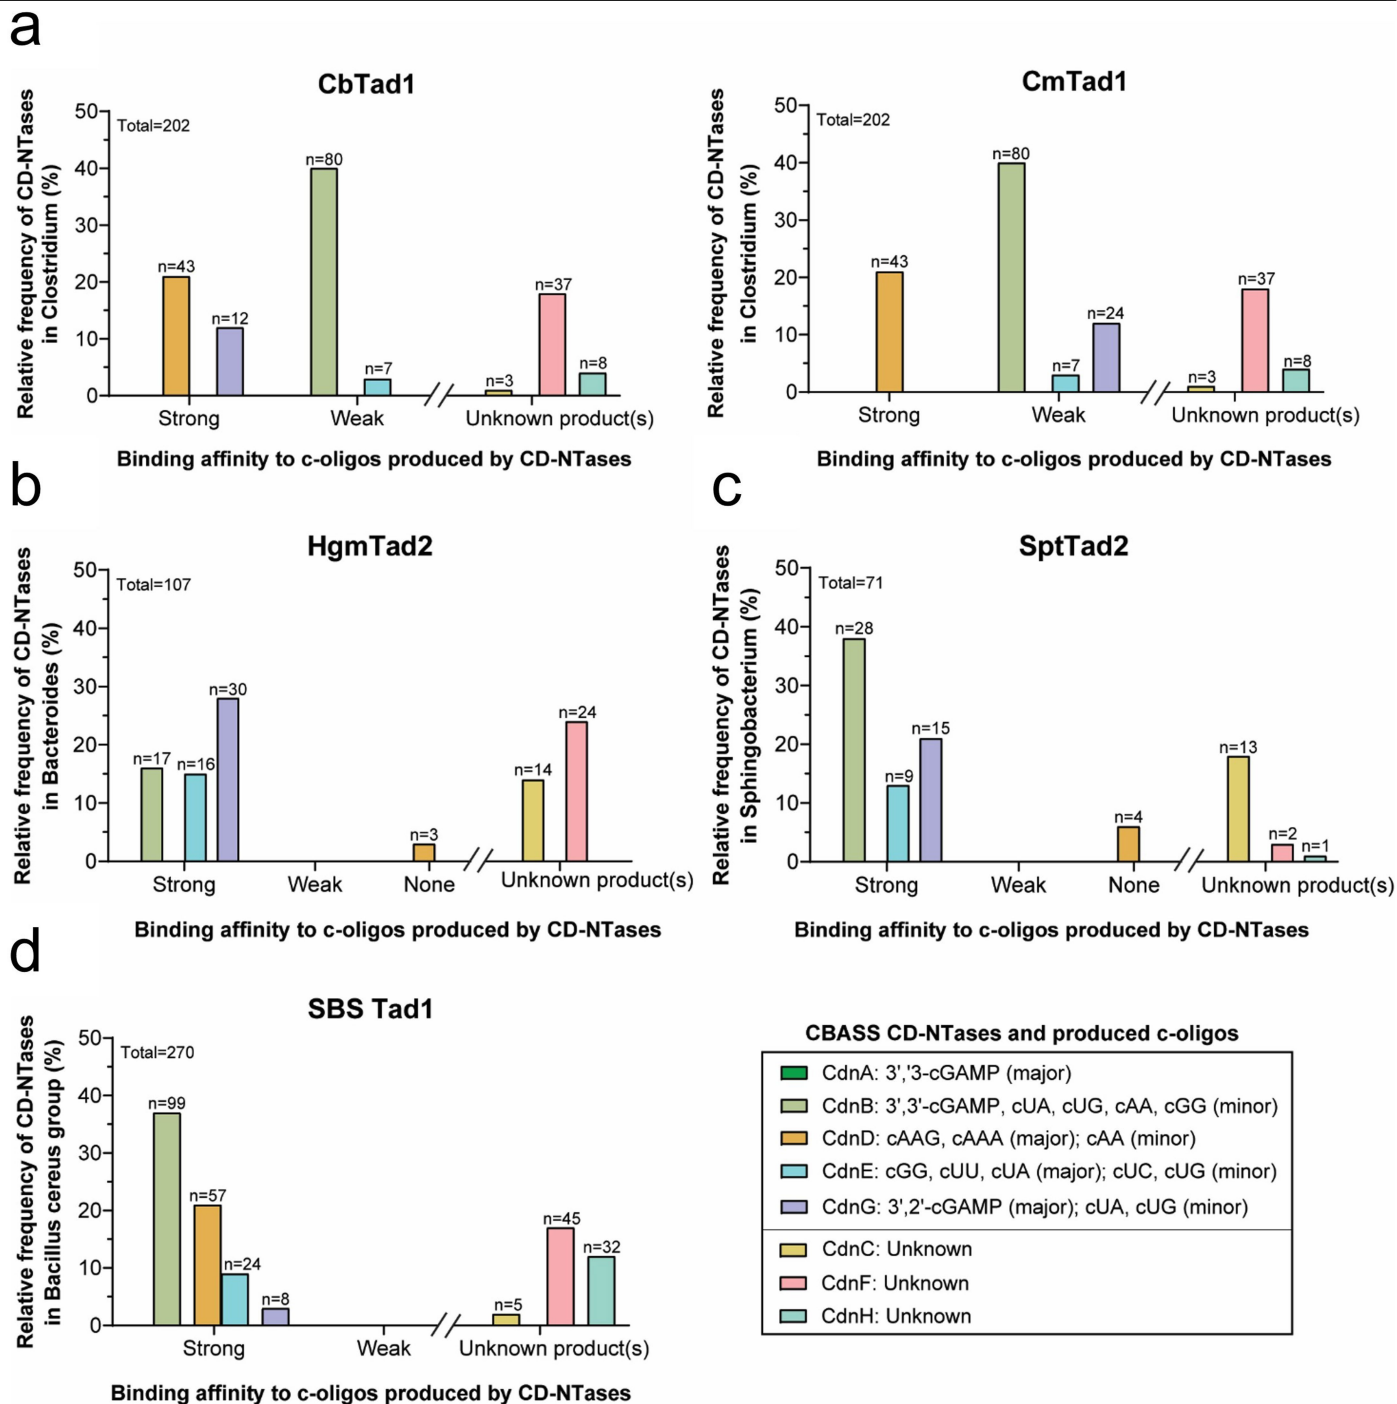 a
CbTad1
Relative frequency of CD-NTases
in Clostridium (%)
50
40
30
20
10
0
Total=202
n=43
n=12
n=80
n=7
n=3
n=37
n=8
Strong
Weak
Unknown product(s)
Binding affinity to c-oligos produced by CD-NTases
CmTad1
Relative frequency of CD-NTases
in Clostridium (%)
50
40
30
20
10
0
Total=202
n=43
n=80
n=7
n=24
n=3
n=37
n=8
Strong
Weak
Unknown product(s)
Binding affinity to c-oligos produced by CD-NTases
b
HgmTad2
Relative frequency of CD-NTases
in Bacteroides (%)
50
40
30
20
10
0
Total=107
n=17
n=16
n=30
n=3
n=14
n=24
Strong
Weak
None
Unknown product(s)
Binding affinity to c-oligos produced by CD-NTases
c
SptTad2
Relative frequency of CD-NTases
in Sphingobacterium (%)
50
40
30
20
10
0
Total=71
n=28
n=9
n=15
n=4
n=13
n=2
n=1
Strong
Weak
None
Unknown product(s)
Binding affinity to c-oligos produced by CD-NTases
d
SBS Tad1
Relative frequency of CD-NTases
in Bacillus cereus group (%)
50
40
30
20
10
0
Total=270
n=99
n=57
n=24
n=8
n=5
n=45
n=32
Strong
Weak
Unknown product(s)
Binding affinity to c-oligos produced by CD-NTases
CBASS CD-NTases and produced c-oligos
CdnA: 3','3-cGAMP (major)
CdnB: 3',3'-cGAMP, cUA, cUG, cAA, cGG (minor)
CdnD: cAAG, cAAA (major); cAA (minor)
CdnE: cGG, cUU, cUA (major); cUC, cUG (minor)
CdnG: 3',2'-cGAMP (major); cUA, cUG (minor)
CdnC: Unknown
CdnF: Unknown
CdnH: Unknown